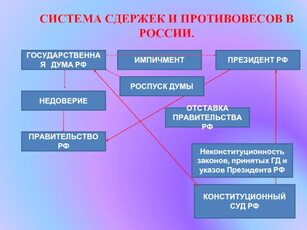 СИСТЕМА СДЕРЖЕК И ПРОТИВОВЕСОВ В
РОССИИ.
ГОСУДАРСТВЕННА
Я ДУМА РФ
ИМПИЧМЕНТ
ПРЕЗИДЕНТ РФ
РОСПУСК ДУМЫ
НЕДОВЕРИЕ
ОТСТАВКА
ПРАВИТЕЛЬСТВА
РФ
ПРАВИТЕЛЬСТВО
РФ
Неконституционность
законов, принятых ГД и
указов Президента РФ
КОНСТИТУЦИОННЫЙ
СУД РФ